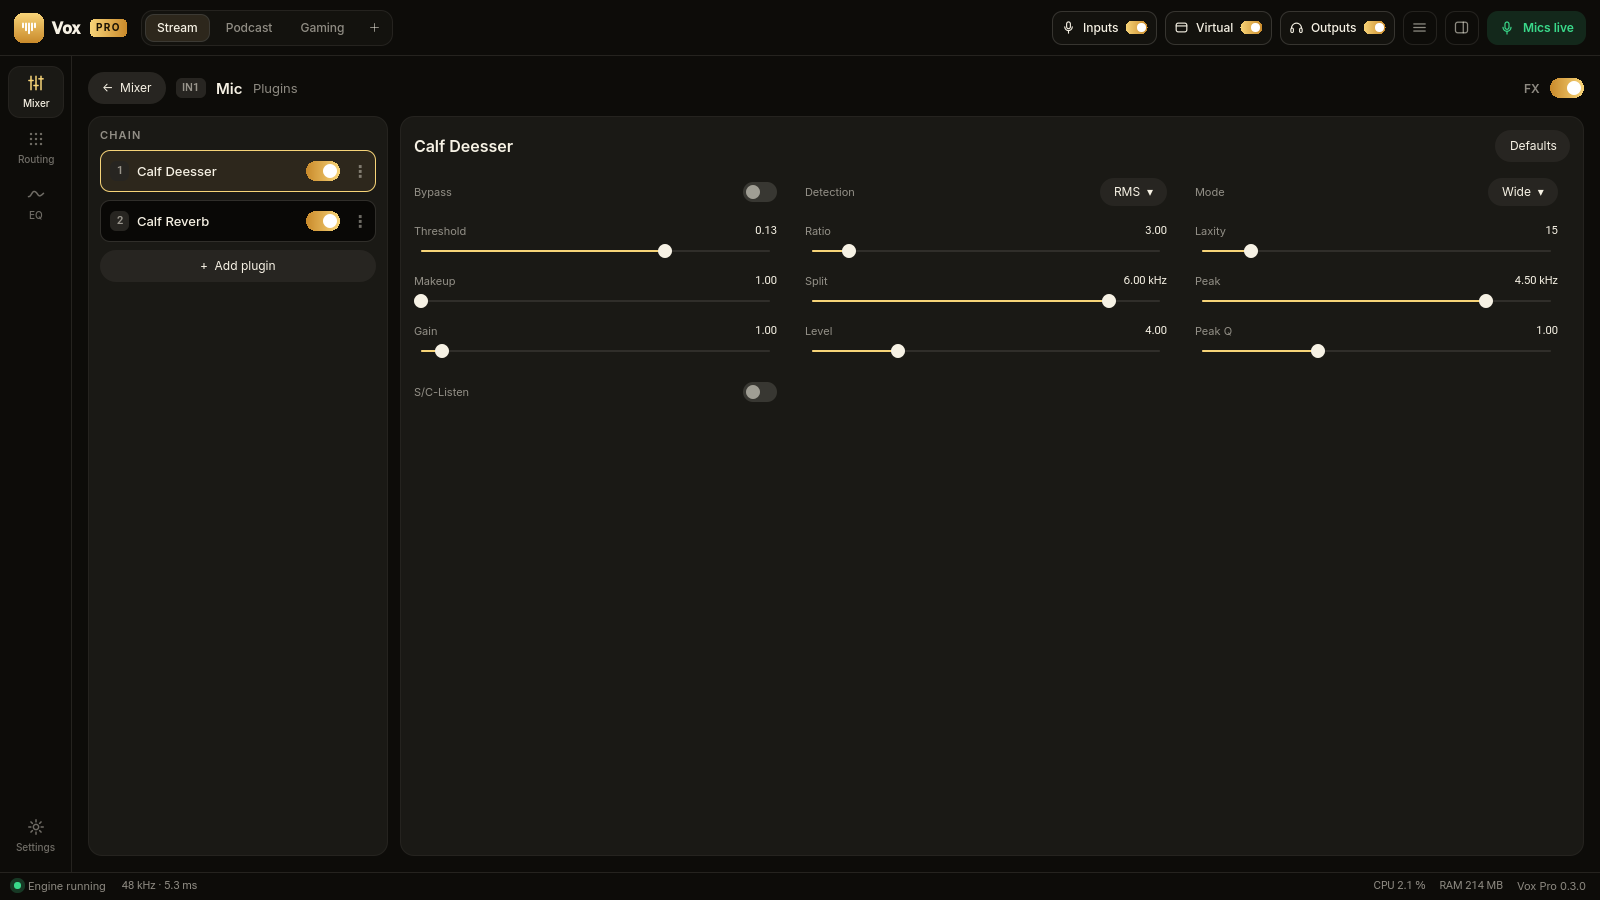 Vox PRO Stream Podcast Gaming + Inputs Virtual Outputs Mics live
Mixer
Routing
EQ
Settings
← Mixer IN1 Mic Plugins FX
CHAIN
1 Calf Deesser
2 Calf Reverb
+ Add plugin
Calf Deesser Defaults
Bypass Detection RMS ▾ Mode Wide ▾
Threshold 0.13 Ratio 3.00 Laxity 15
Makeup 1.00 Split 6.00 kHz Peak 4.50 kHz
Gain 1.00 Level 4.00 Peak Q 1.00
S/C-Listen
Engine running 48 kHz · 5.3 ms CPU 2.1 % RAM 214 MB Vox Pro 0.3.0